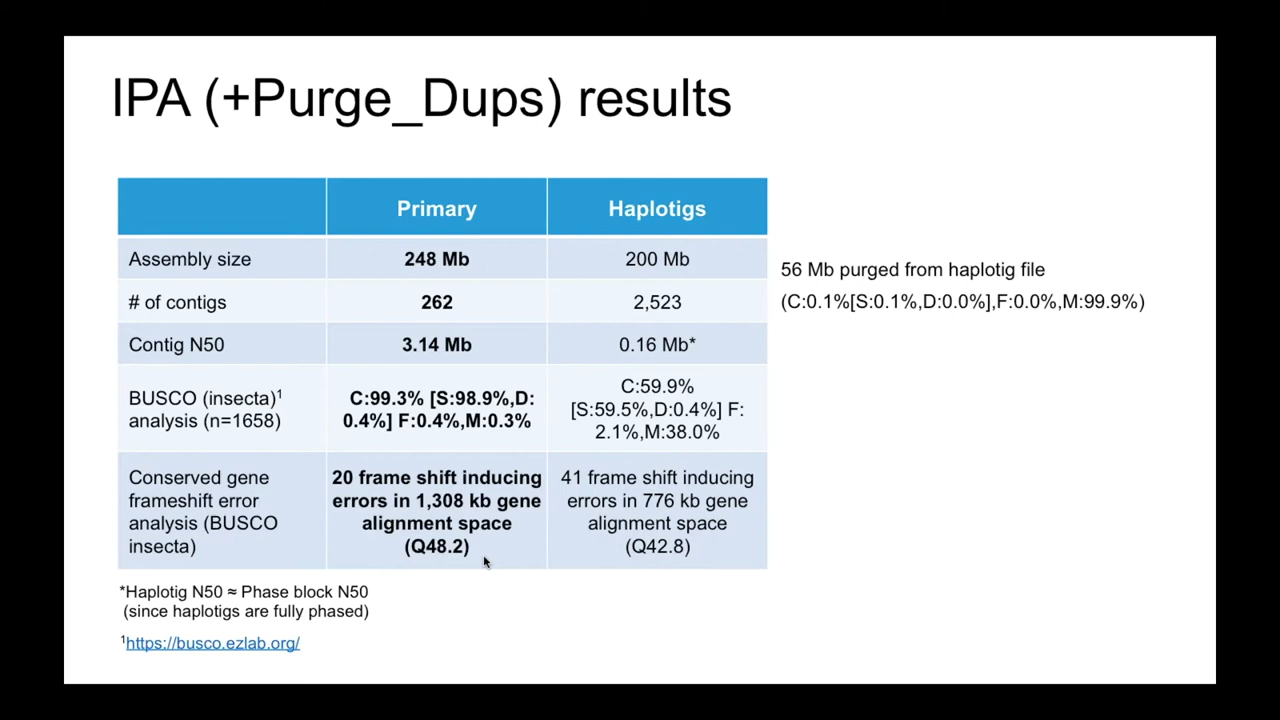 IPA (+Purge_Dups) results
Primary
Haplotigs
Assembly size
248 Mb
200 Mb
56 Mb purged from haplotig file
(C:0.1%[S:0.1%,D:0.0%],F:0.0%,M:99.9%)
# of contigs
262
2,523
Contig N50
3.14 Mb
0.16 Mb*
BUSCO (insecta)¹
analysis (n=1658)
C:99.3% [S:98.9%,D:
0.4%] F:0.4%,M:0.3%
C:59.9%
[S:59.5%,D:0.4%] F:
2.1%,M:38.0%
Conserved gene
frameshift error
analysis (BUSCO
insecta)
20 frame shift inducing
errors in 1,308 kb gene
alignment space
(Q48.2)
41 frame shift inducing
errors in 776 kb gene
alignment space
(Q42.8)
*Haplotig N50 ≈ Phase block N50
(since haplotigs are fully phased)
¹https://busco.ezlab.org/